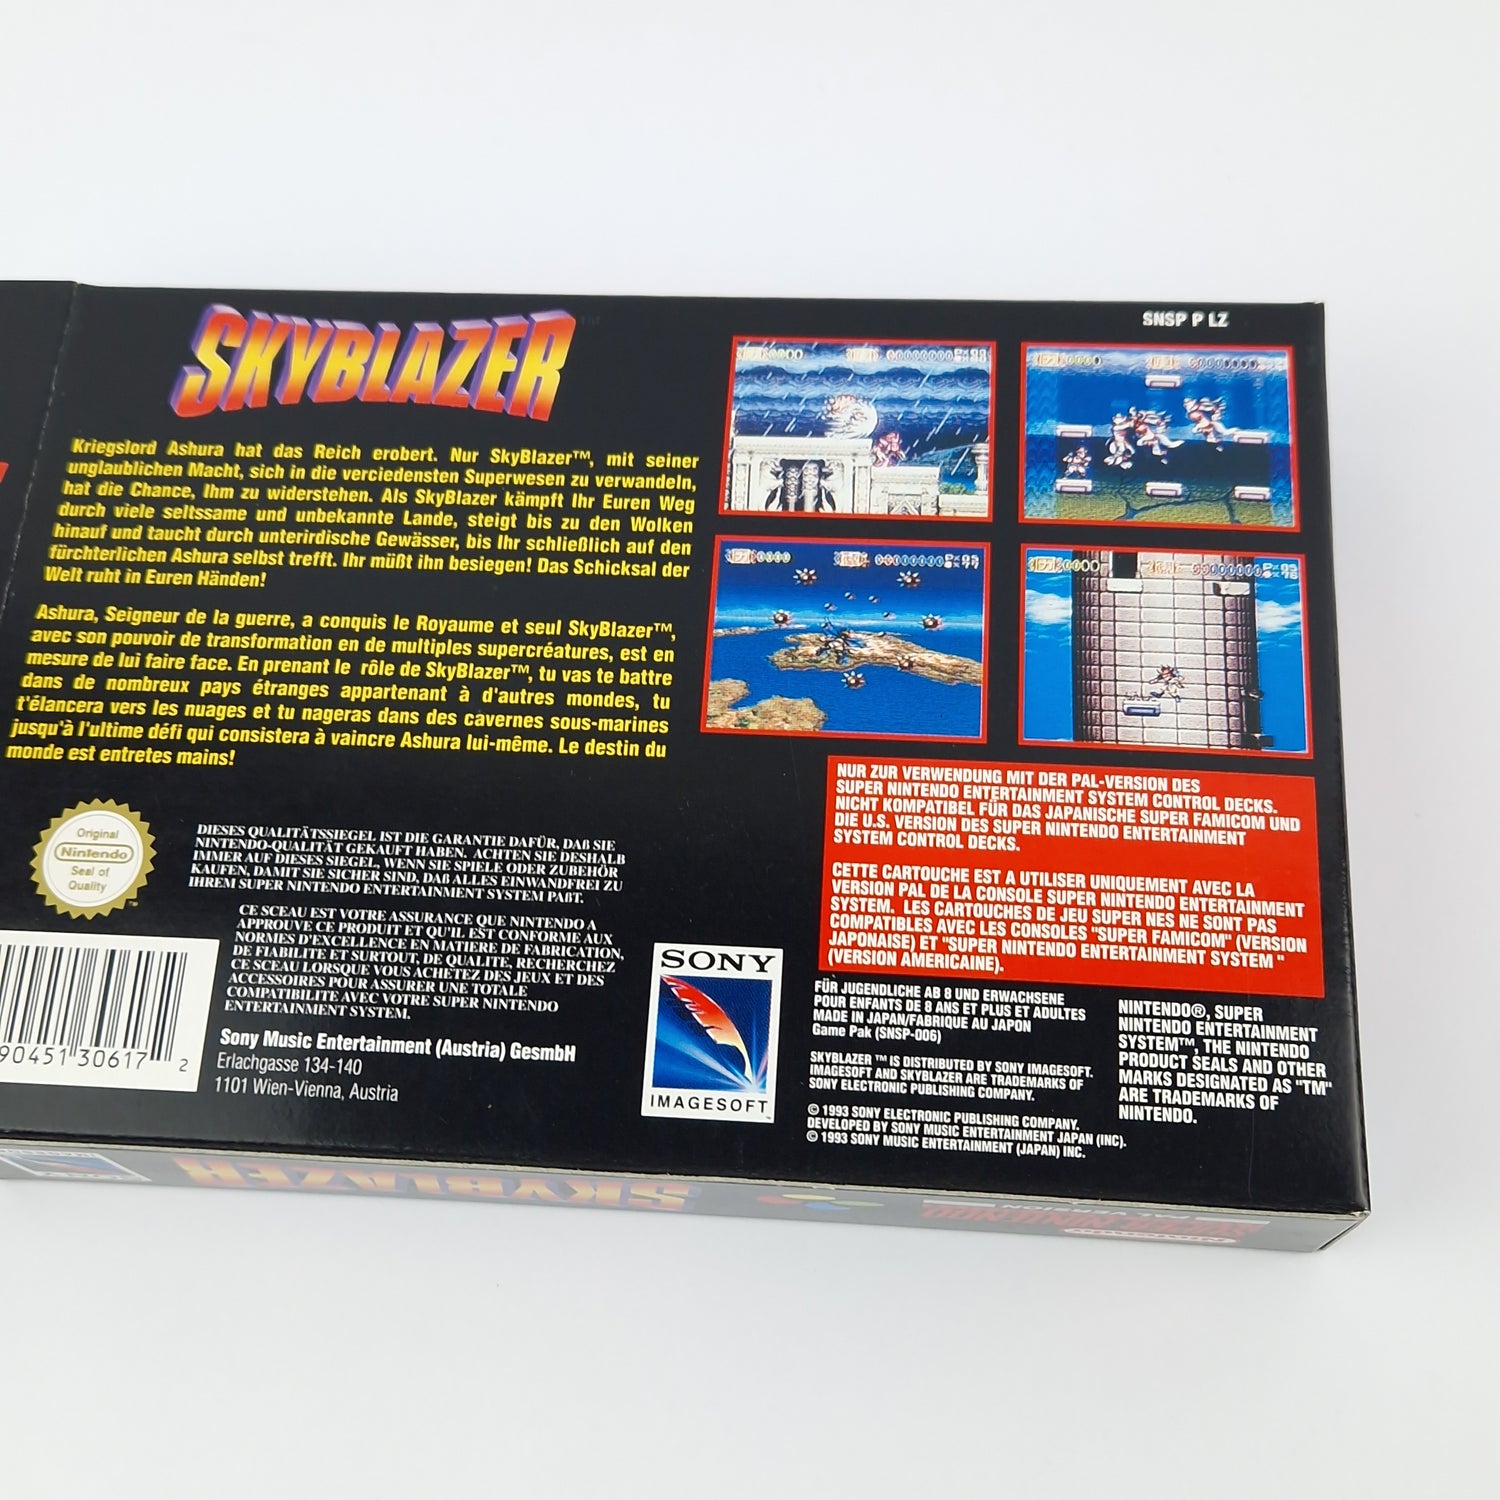 SKYBLAZER
SNSP P LZ
Kriegslord Ashura hat das Reich erobert. Nur SkyBlazer™, mit seiner
unglaublichen Macht, sich in die verciedensten Superwesen zu verwandeln,
hat die Chance, Ihm zu widerstehen. Als SkyBlazer kämpft Ihr Euren Weg
durch viele seltssame und unbekannte Lande, steigt bis zu den Wolken
hinauf und taucht durch unterirdische Gewässer, bis Ihr schließlich auf den
fürchterlichen Ashura selbst trefft. Ihr müßt ihn besiegen! Das Schicksal der
Welt ruht in Euren Händen!
Ashura, Seigneur de la guerre, a conquis le Royaume et seul SkyBlazer™,
avec son pouvoir de transformation en de multiples supercréatures, est en
mesure de lui faire face. En prenant le rôle de SkyBlazer™, tu vas te battre
dans de nombreux pays étranges appartenant à d'autres mondes, tu
t'élancera vers les nuages et tu nageras dans des cavernes sous-marines
jusqu'à l'ultime défi qui consistera à vaincre Ashura lui-même. Le destin du
monde est entretes mains!
Original
Nintendo
Seal of
Quality
DIESES QUALITÄTSSIEGEL IST DIE GARANTIE DAFÜR, DAß SIE
NINTENDO-QUALITÄT GEKAUFT HABEN. ACHTEN SIE DESHALB
IMMER AUF DIESES SIEGEL, WENN SIE SPIELE ODER ZUBEHÖR
KAUFEN, DAMIT SIE SICHER SIND, DAß ALLES EINWANDFREI ZU
IHREM SUPER NINTENDO ENTERTAINMENT SYSTEM PAßT.
CE SCEAU EST VOTRE ASSURANCE QUE NINTENDO A
APPROUVE CE PRODUIT ET QU'IL EST CONFORME AUX
NORMES D'EXCELLENCE EN MATIERE DE FABRICATION,
DE FIABILITE ET SURTOUT, DE QUALITE. RECHERCHEZ
CE SCEAU LORSQUE VOUS ACHETEZ DES JEUX ET DES
ACCESSOIRES POUR ASSURER UNE TOTALE
COMPATIBILITE AVEC VOTRE SUPER NINTENDO
ENTERTAINMENT SYSTEM.
Sony Music Entertainment (Austria) GesmbH
Erlachgasse 134-140
1101 Wien-Vienna, Austria
90451 30617 2
SONY
IMAGESOFT
NUR ZUR VERWENDUNG MIT DER PAL-VERSION DES
SUPER NINTENDO ENTERTAINMENT SYSTEM CONTROL DECKS.
NICHT KOMPATIBEL FÜR DAS JAPANISCHE SUPER FAMICOM UND
DIE U.S. VERSION DES SUPER NINTENDO ENTERTAINMENT
SYSTEM CONTROL DECKS.
CETTE CARTOUCHE EST A UTILISER UNIQUEMENT AVEC LA
VERSION PAL DE LA CONSOLE SUPER NINTENDO ENTERTAINMENT
SYSTEM. LES CARTOUCHES DE JEU SUPER NES NE SONT PAS
COMPATIBLES AVEC LES CONSOLES "SUPER FAMICOM" (VERSION
JAPONAISE) ET "SUPER NINTENDO ENTERTAINMENT SYSTEM "
(VERSION AMERICAINE).
FÜR JUGENDLICHE AB 8 UND ERWACHSENE
POUR ENFANTS DE 8 ANS ET PLUS ET ADULTES
MADE IN JAPAN/FABRIQUE AU JAPON
Game Pak (SNSP-006)
SKYBLAZER ™ IS DISTRIBUTED BY SONY IMAGESOFT.
IMAGESOFT AND SKYBLAZER ARE TRADEMARKS OF
SONY ELECTRONIC PUBLISHING COMPANY.
© 1993 SONY ELECTRONIC PUBLISHING COMPANY.
DEVELOPED BY SONY MUSIC ENTERTAINMENT JAPAN (INC).
© 1993 SONY MUSIC ENTERTAINMENT (JAPAN) INC.
NINTENDO®, SUPER
NINTENDO ENTERTAINMENT
SYSTEM™, THE NINTENDO
PRODUCT SEALS AND OTHER
MARKS DESIGNATED AS "TM"
ARE TRADEMARKS OF
NINTENDO.
SKYBLAZER
Nintendo
SUPER NINTENDO
PAL VERSION